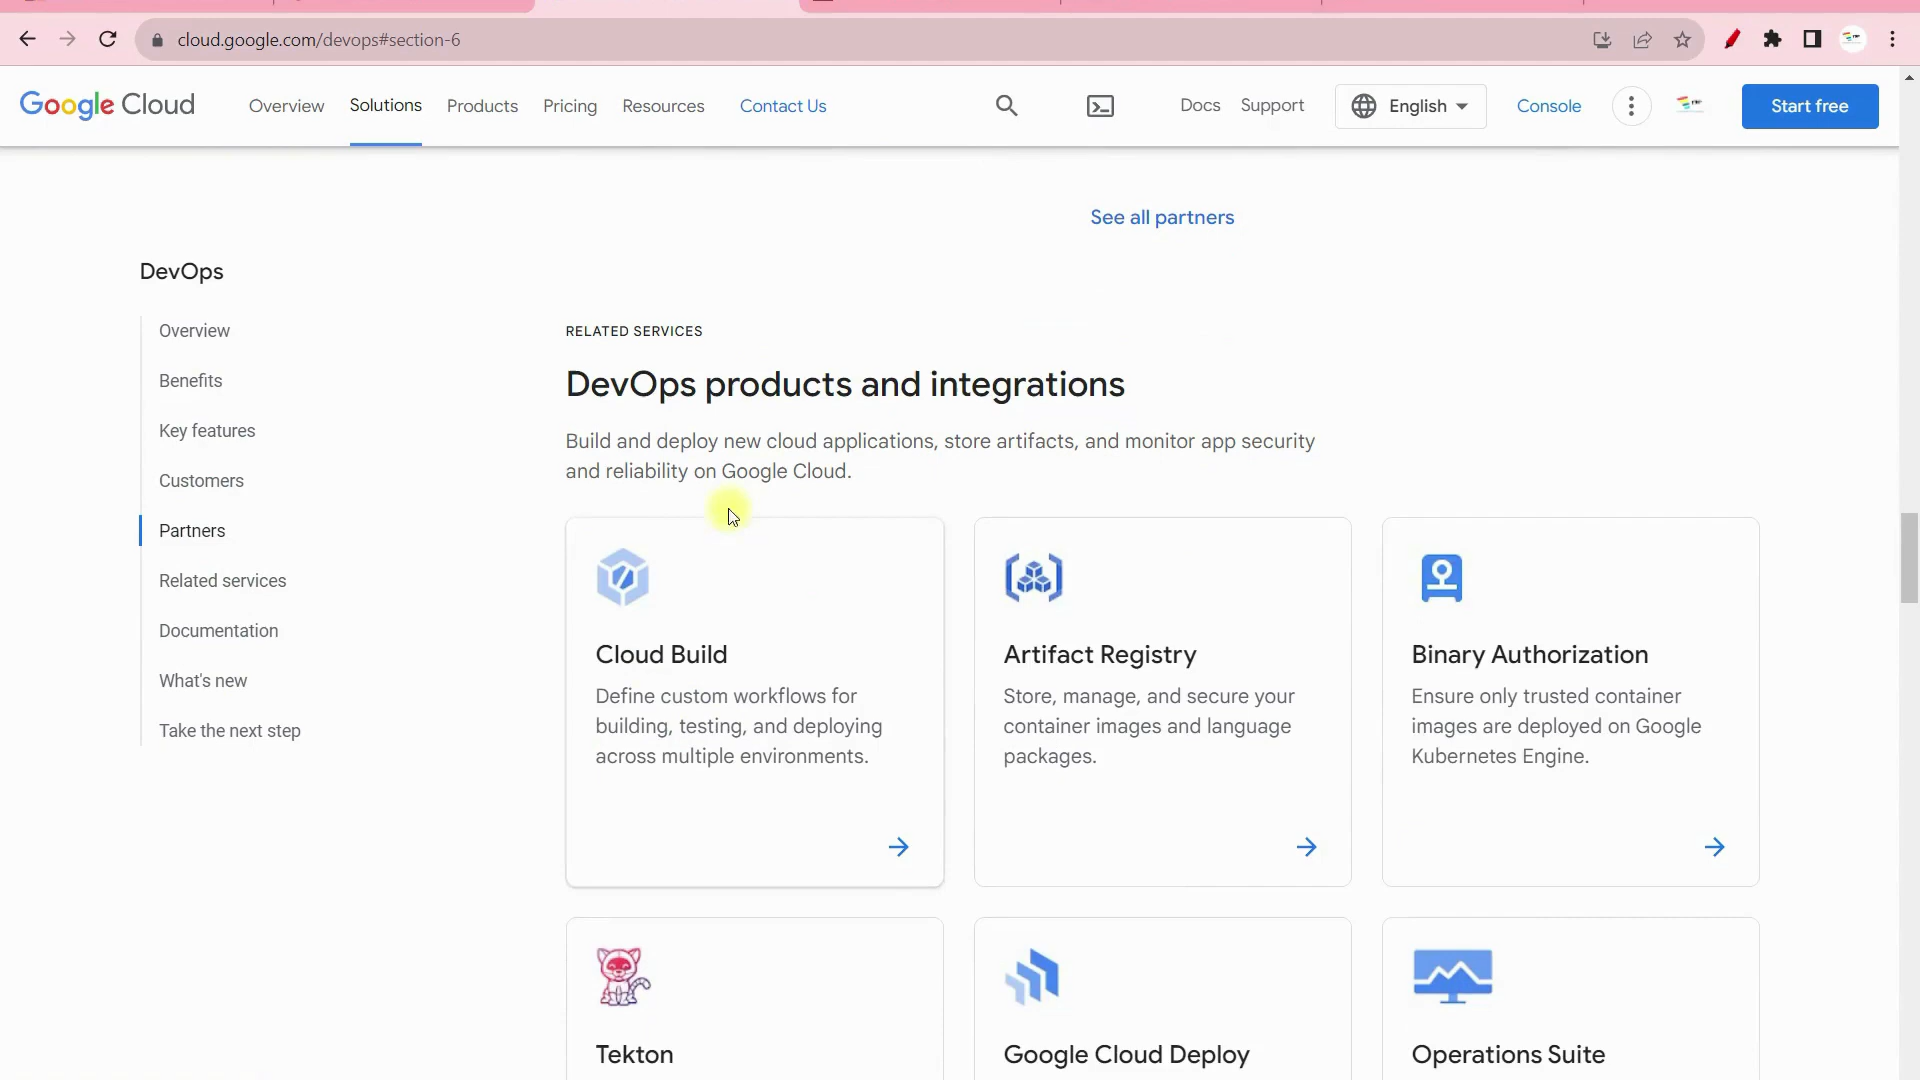 cloud.google.com/devops#section-6
Google Cloud
Overview
Solutions
Products
Pricing
Resources
Contact Us
Docs
Support
English
Console
Start free
See all partners
DevOps
Overview
Benefits
Key features
Customers
Partners
Related services
Documentation
What's new
Take the next step
RELATED SERVICES
DevOps products and integrations
Build and deploy new cloud applications, store artifacts, and monitor app security
and reliability on Google Cloud.
Cloud Build
Define custom workflows for
building, testing, and deploying
across multiple environments.
Artifact Registry
Store, manage, and secure your
container images and language
packages.
Binary Authorization
Ensure only trusted container
images are deployed on Google
Kubernetes Engine.
Tekton
Google Cloud Deploy
Operations Suite